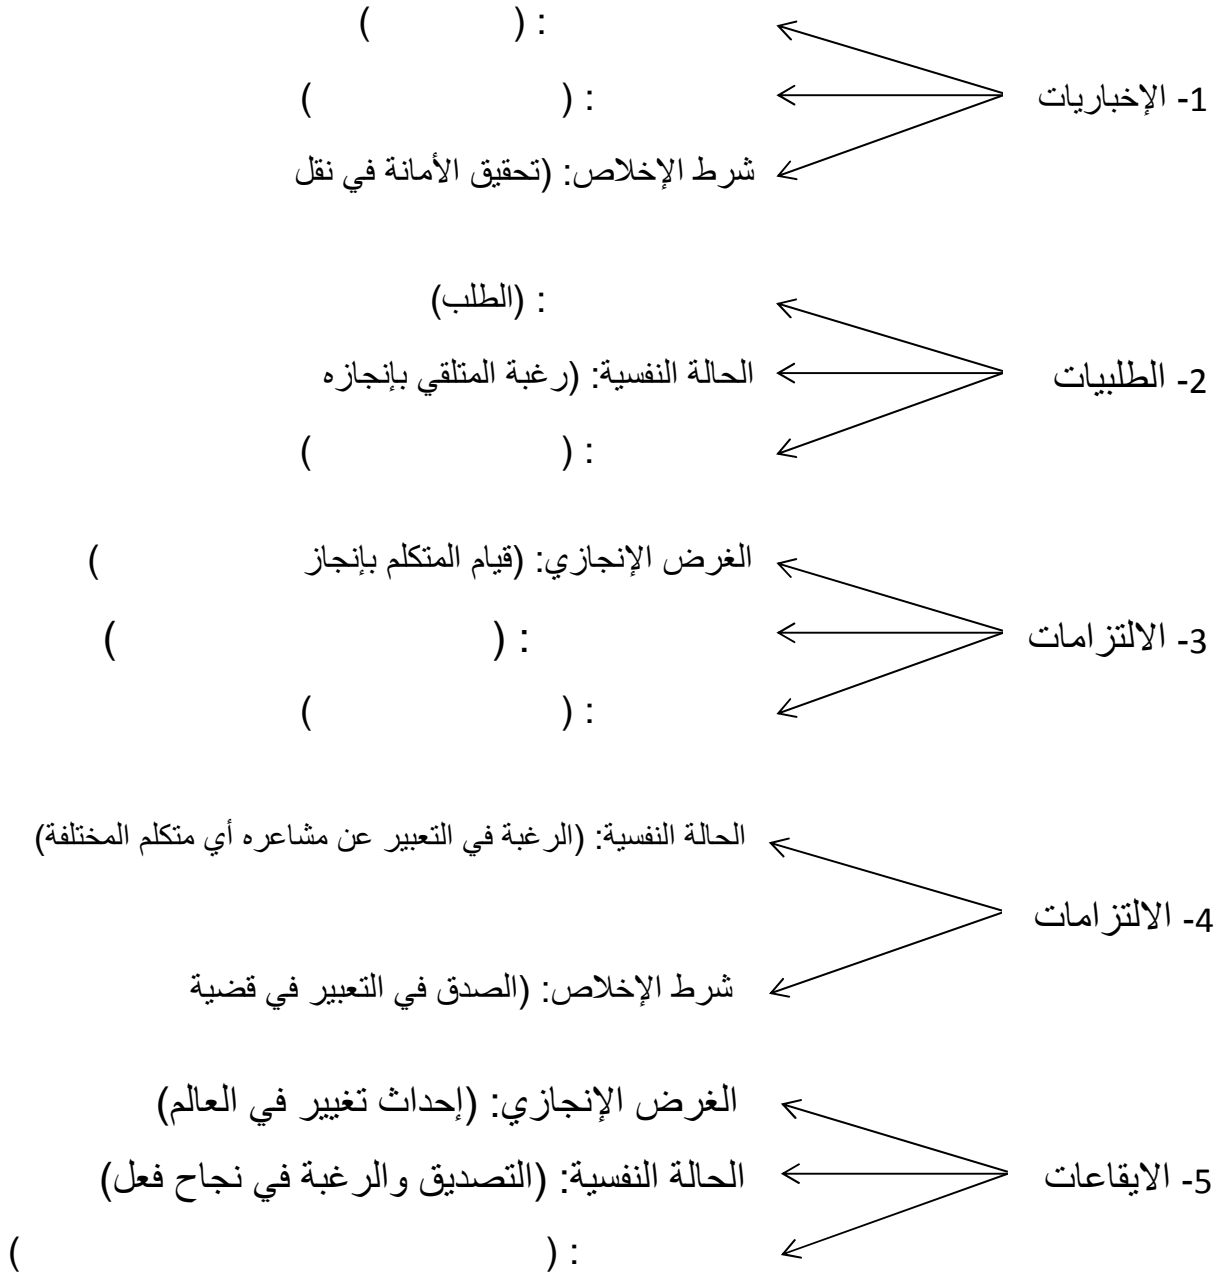 : ( )
1- الإخباريات
: ( )
شرط الإخلاص: (تحقيق الأمانة في نقل
: (الطلب)
2- الطلبيات
الحالة النفسية: (رغبة المتلقي بإنجازه
: ( )
الغرض الإنجازي: (قيام المتكلم بإنجاز )
3- الالتزامات
: ( )
: ( )
الحالة النفسية: (الرغبة في التعبير عن مشاعره أي متكلم المختلفة)
4- الالتزامات
شرط الإخلاص: (الصدق في التعبير في قضية
الغرض الإنجازي: (إحداث تغيير في العالم)
5- الايقاعات
الحالة النفسية: (التصديق والرغبة في نجاح فعل)
: ( )